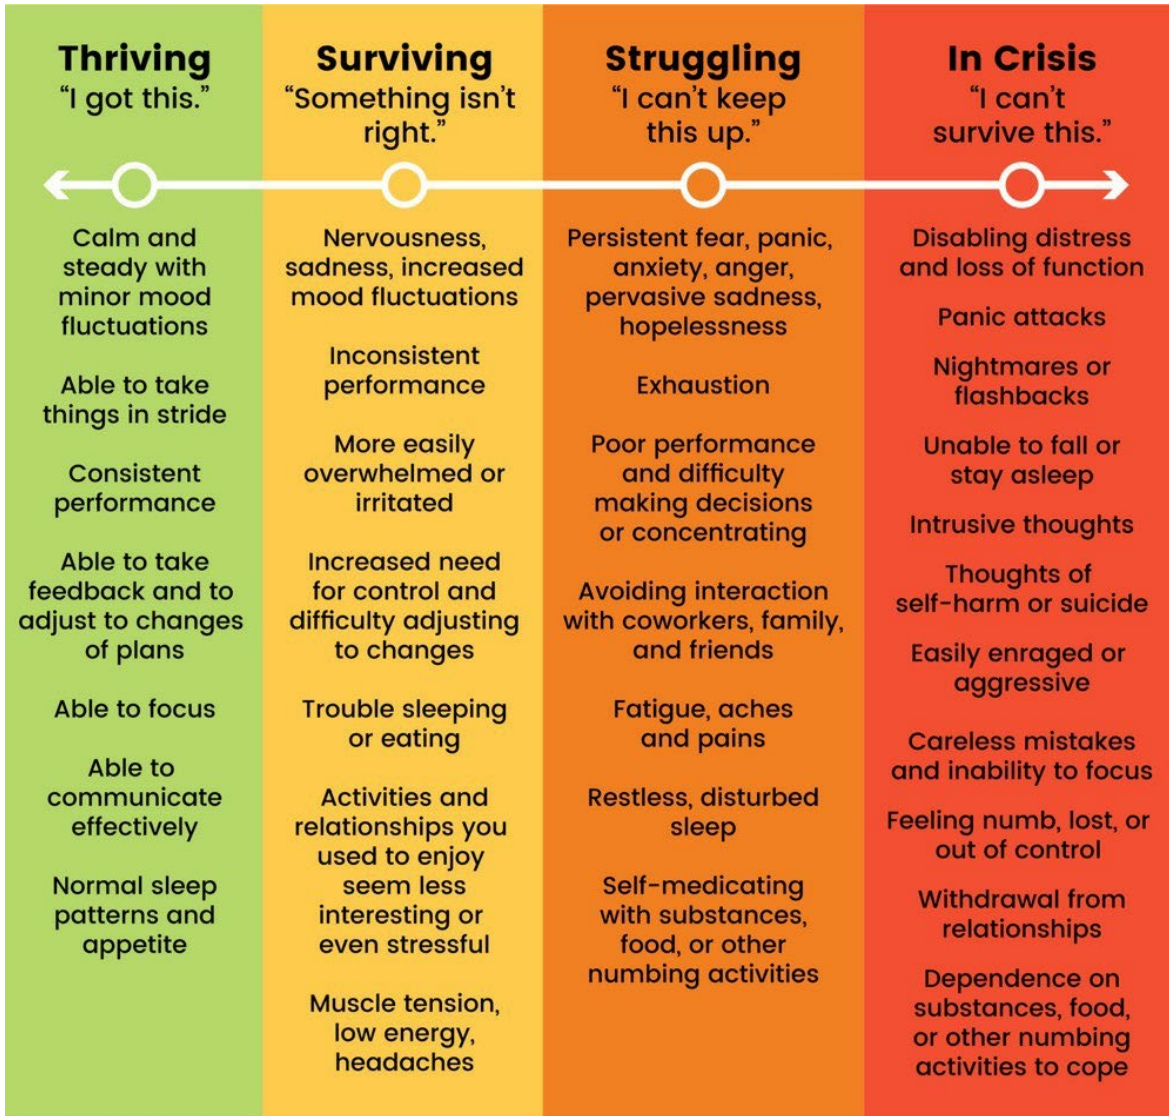 Thriving
“I got this.”
Calm and
steady with
minor mood
fluctuations
Able to take
things in stride
Consistent
performance
Able to take
feedback and to
adjust to changes
of plans
Able to focus
Able to
communicate
effectively
Normal sleep
patterns and
appetite
Surviving
“Something isn’t
right.”
Nervousness,
sadness, increased
mood fluctuations
Inconsistent
performance
More easily
overwhelmed or
irritated
Increased need
for control and
difficulty adjusting
to changes
Trouble sleeping
or eating
Activities and
relationships you
used to enjoy
seem less
interesting or
even stressful
Muscle tension,
low energy,
headaches
Struggling
“I can’t keep
this up.”
Persistent fear, panic,
anxiety, anger,
pervasive sadness,
hopelessness
Exhaustion
Poor performance
and difficulty
making decisions
or concentrating
Avoiding interaction
with coworkers, family,
and friends
Fatigue, aches
and pains
Restless, disturbed
sleep
Self-medicating
with substances,
food, or other
numbing activities
In Crisis
“I can’t
survive this.”
Disabling distress
and loss of function
Panic attacks
Nightmares or
flashbacks
Unable to fall or
stay asleep
Intrusive thoughts
Thoughts of
self-harm or suicide
Easily enraged or
aggressive
Careless mistakes
and inability to focus
Feeling numb, lost, or
out of control
Withdrawal from
relationships
Dependence on
substances, food,
or other numbing
activities to cope